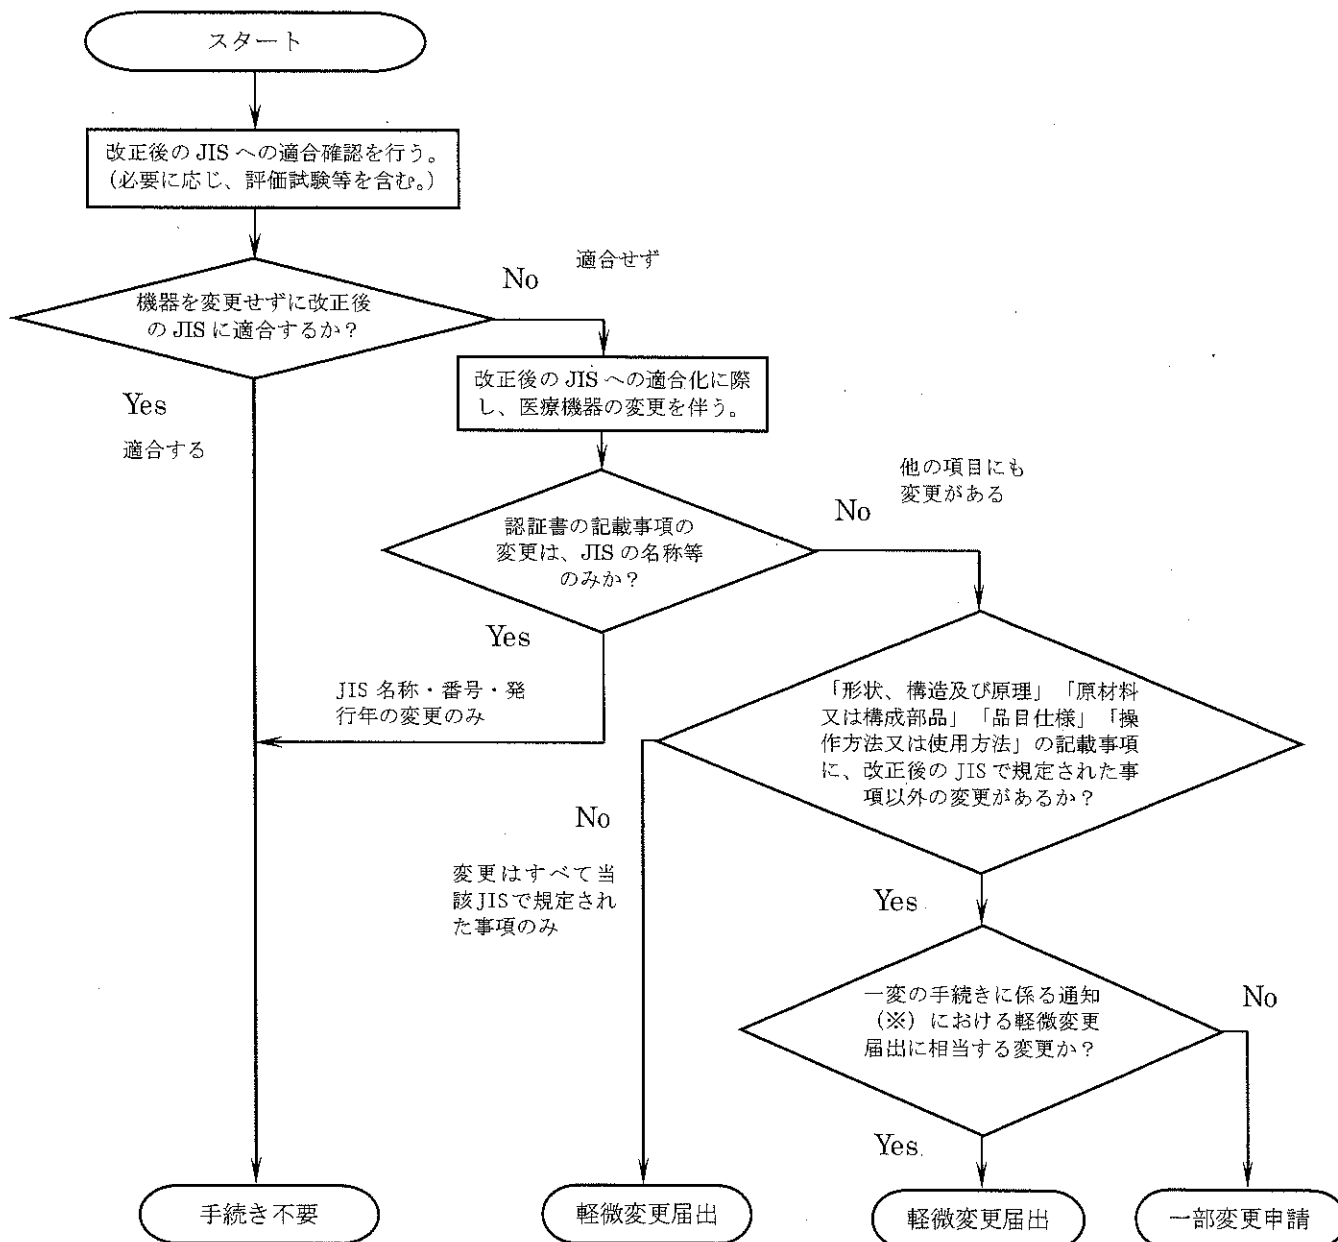 スタート
改正後の JIS への適合確認を行う。
（必要に応じ、評価試験等を含む。）
機器を変更せずに改正後
の JIS に適合するか？
No
適合せず
Yes
適合する
改正後の JIS への適合化に際
し、医療機器の変更を伴う。
認証書の記載事項の
変更は、JIS の名称等
のみか？
No
他の項目にも
変更がある
Yes
JIS 名称・番号・発
行年の変更のみ
「形状、構造及び原理」「原材料
又は構成部品」「品目仕様」「操
作方法又は使用方法」の記載事項
に、改正後の JIS で規定された事
項以外の変更があるか？
No
変更はすべて当
該JISで規定され
た事項のみ
Yes
一変の手続きに係る通知
（※）における軽微変更
届出に相当する変更か？
No
Yes
手続き不要
軽微変更届出
軽微変更届出
一部変更申請